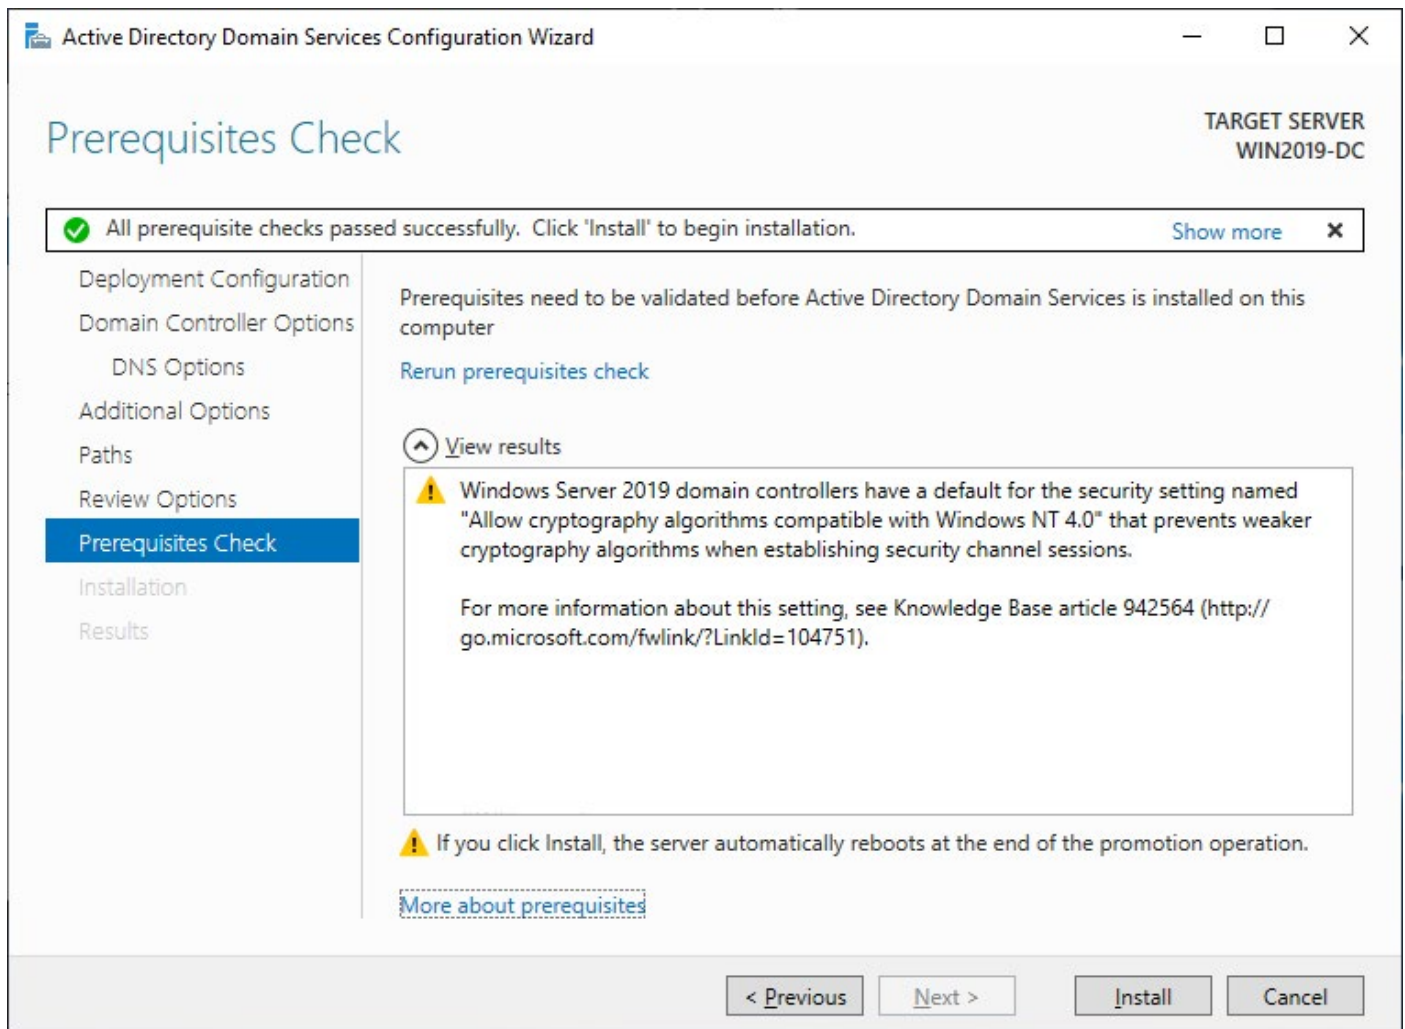 Active Directory Domain Services Configuration Wizard
Prerequisites Check
TARGET SERVER
WIN2019-DC
All prerequisite checks passed successfully.  Click 'Install' to begin installation.
Show more
Deployment Configuration
Domain Controller Options
DNS Options
Additional Options
Paths
Review Options
Prerequisites Check
Installation
Results
Prerequisites need to be validated before Active Directory Domain Services is installed on this
computer
Rerun prerequisites check
View results
Windows Server 2019 domain controllers have a default for the security setting named
"Allow cryptography algorithms compatible with Windows NT 4.0" that prevents weaker
cryptography algorithms when establishing security channel sessions.
For more information about this setting, see Knowledge Base article 942564 (http://
go.microsoft.com/fwlink/?LinkId=104751).
If you click Install, the server automatically reboots at the end of the promotion operation.
More about prerequisites
< Previous
Next >
Install
Cancel